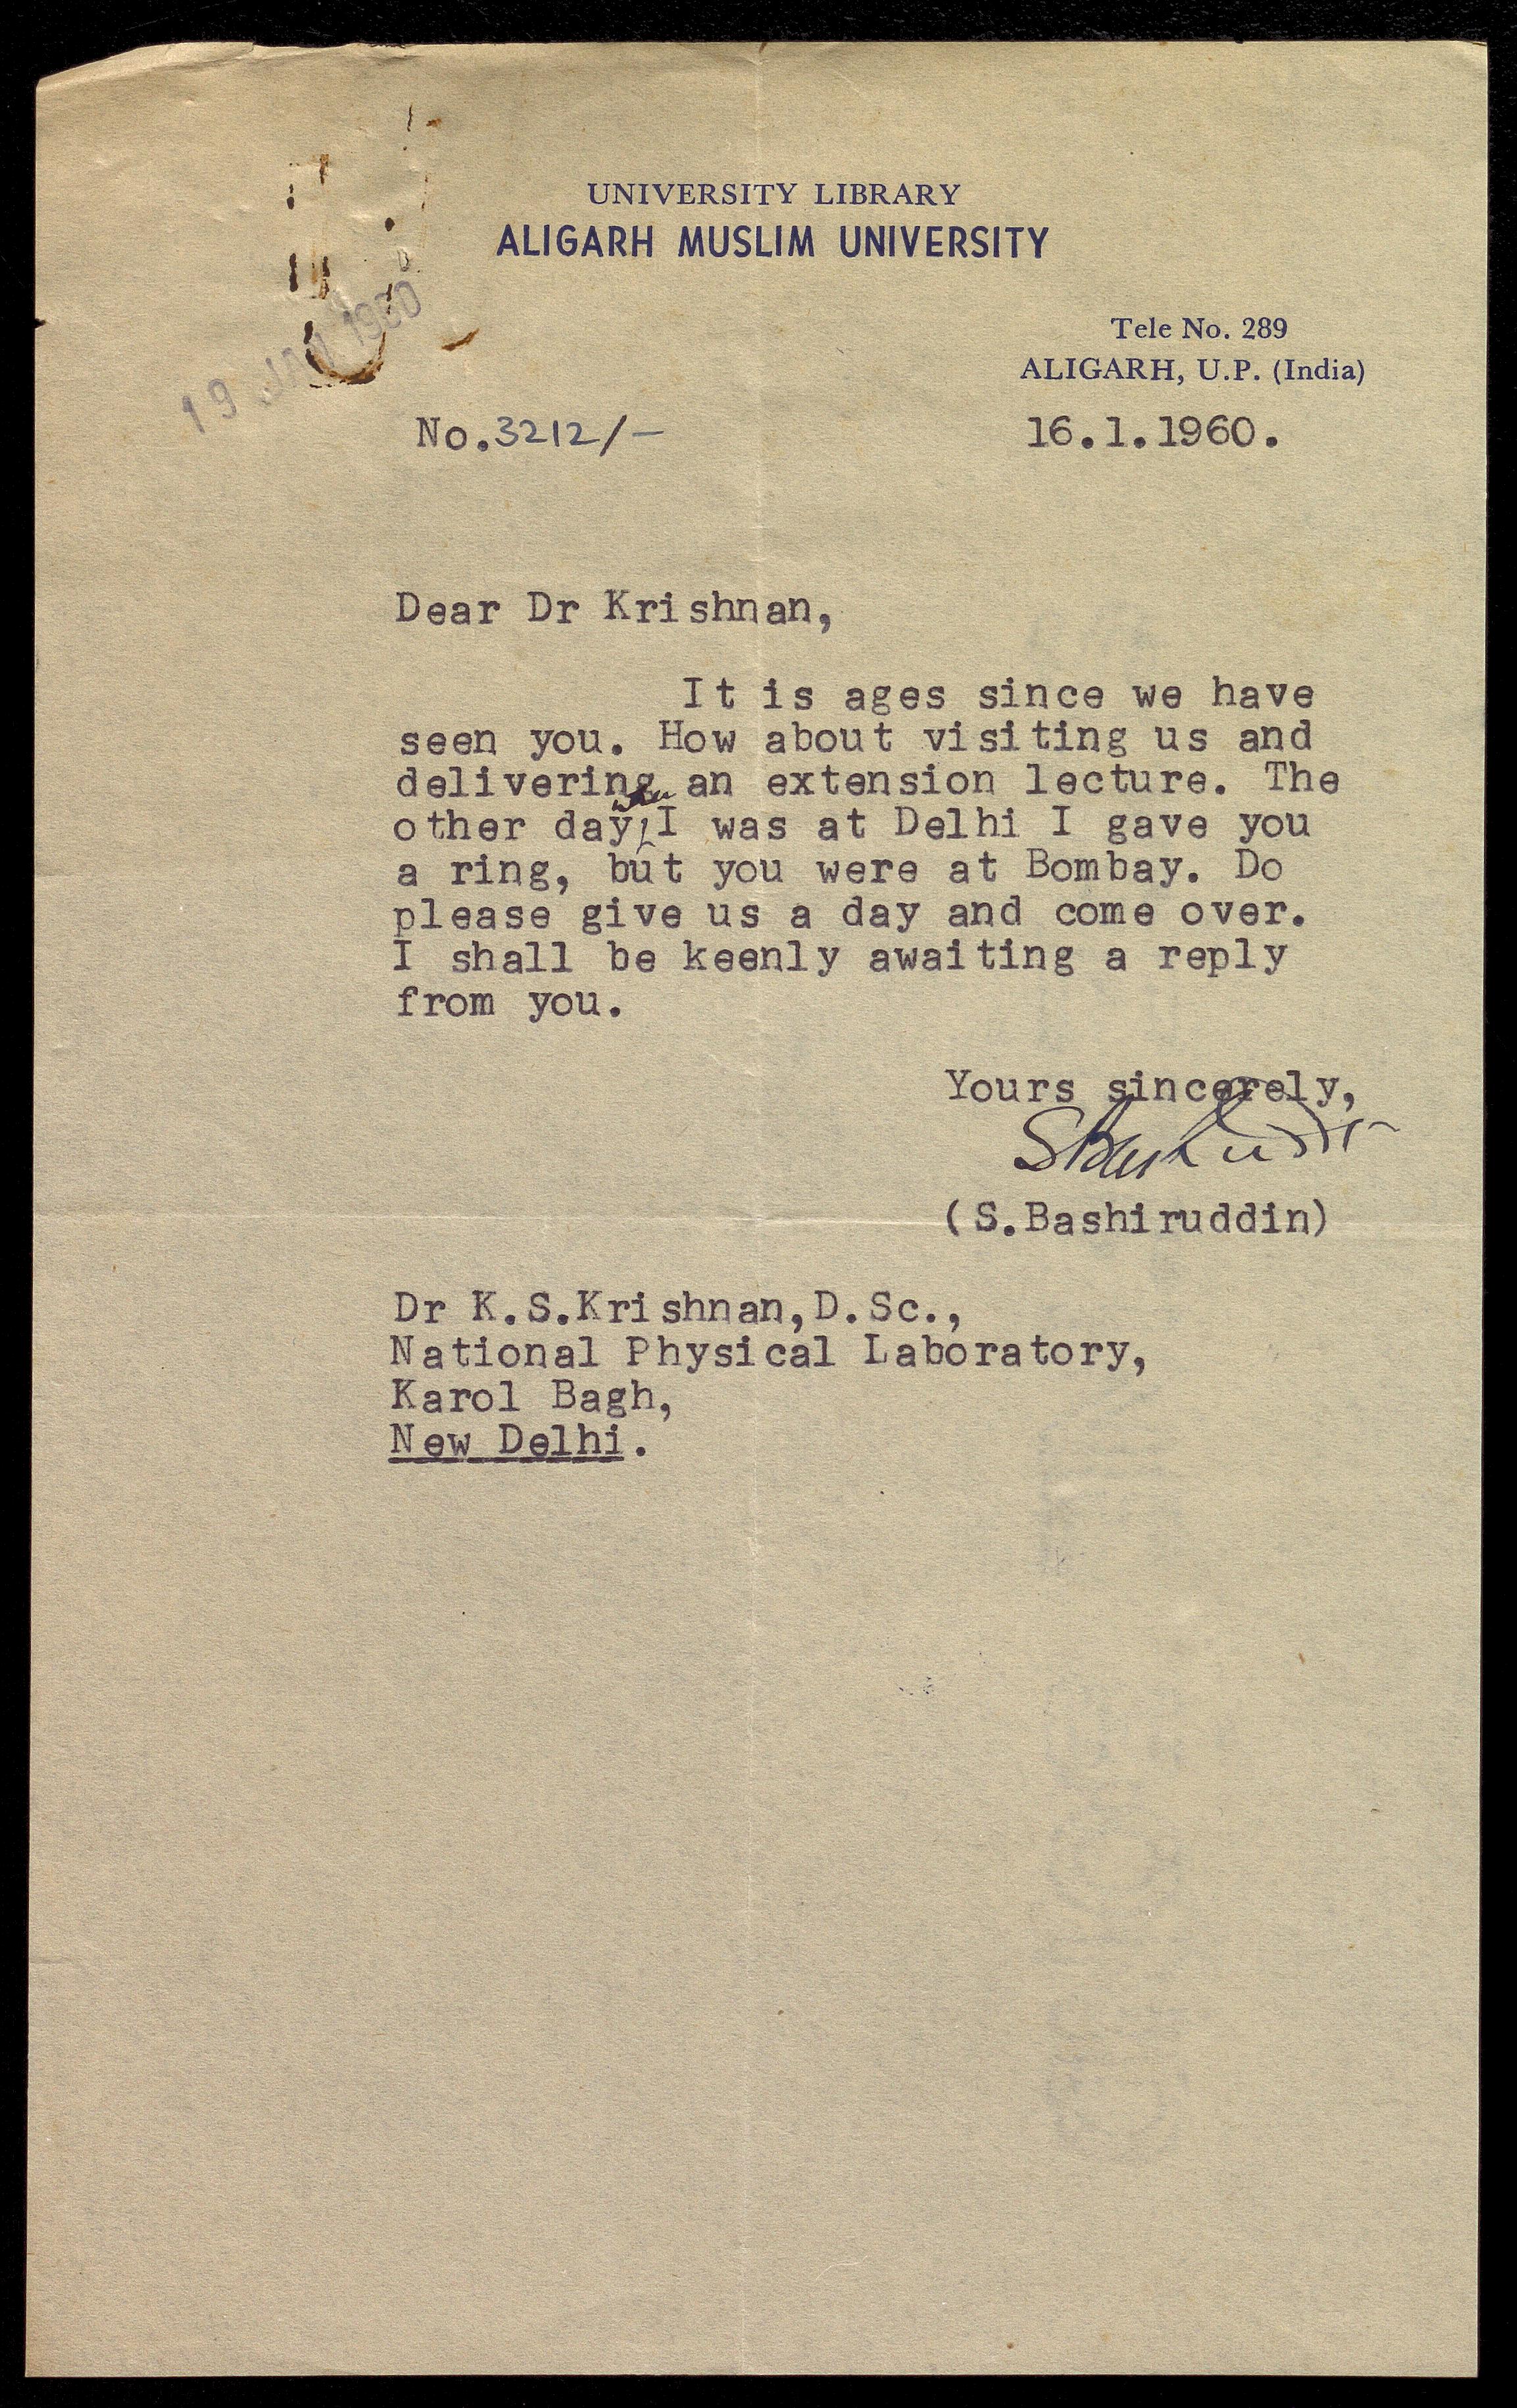 UNIVERSITY LIBRARY
ALIGARH MUSLIM UNIVERSITY
Tele No. 289
ALIGARH, U.P. (India)
19 JAN 1960
No.3212/-
16.1.1960.
Dear Dr Krishnan,
It is ages since we have
seen you. How about visiting us and
delivering an extension lecture. The
other day, when I was at Delhi I gave you
a ring, but you were at Bombay. Do
please give us a day and come over.
I shall be keenly awaiting a reply
from you.
Yours sincerely,
SBashiruddin
(S.Bashiruddin)
Dr K.S.Krishnan,D.Sc.,
National Physical Laboratory,
Karol Bagh,
New Delhi.